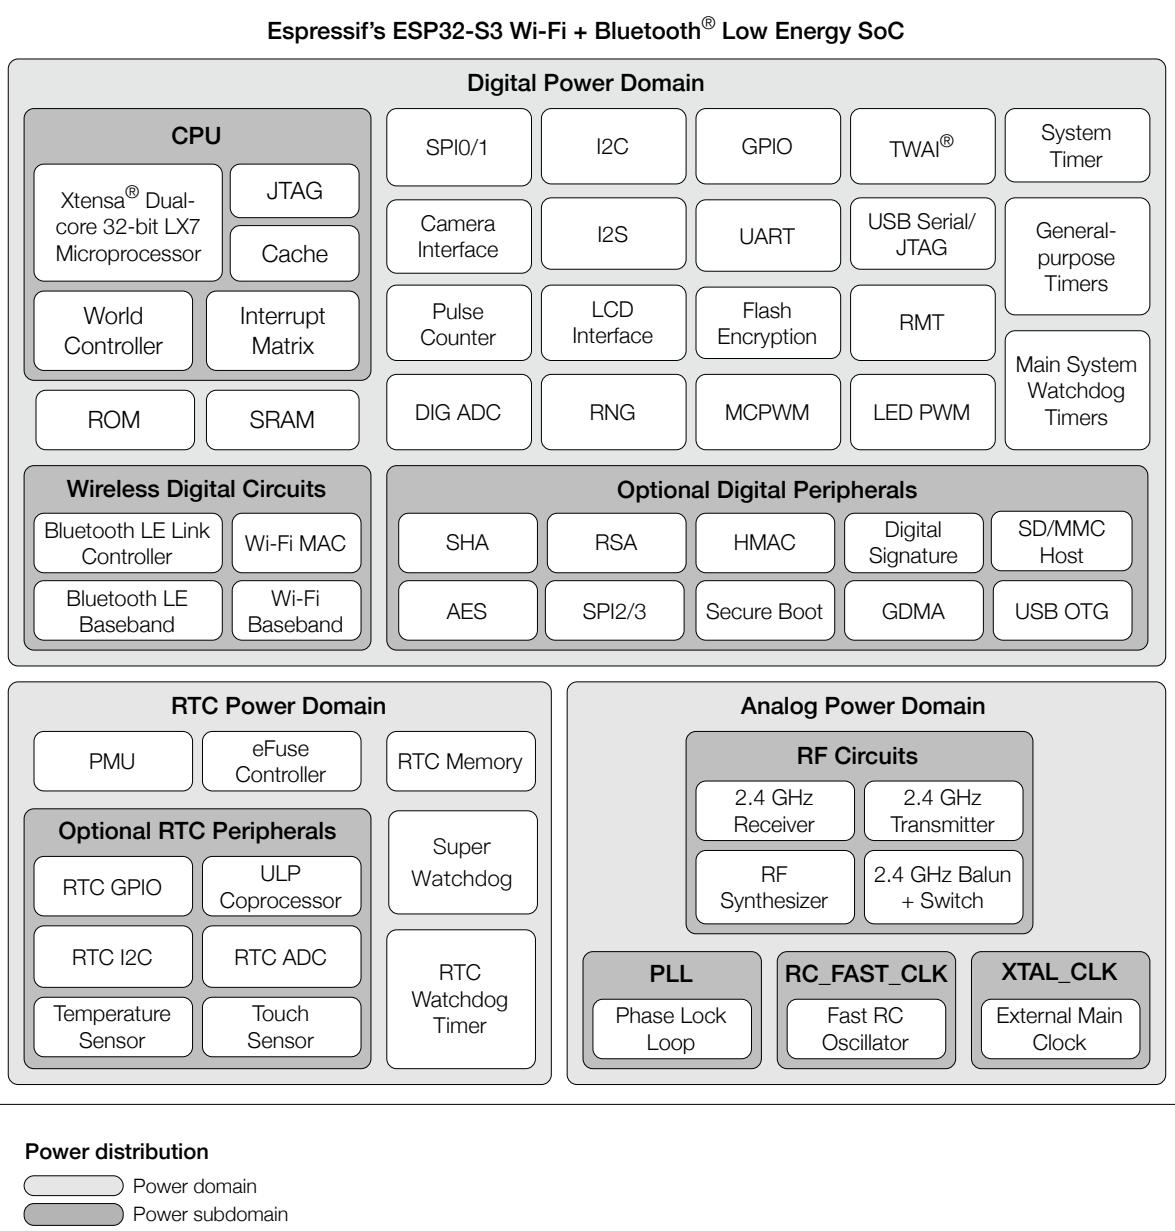 Espressif's ESP32-S3 Wi-Fi + Bluetooth® Low Energy SoC
Digital Power Domain
CPU
Xtensa® Dual-
core 32-bit LX7
Microprocessor
JTAG
Cache
World
Controller
Interrupt
Matrix
ROM
SRAM
SPI0/1
I2C
GPIO
TWAI®
System
Timer
Camera
Interface
I2S
UART
USB Serial/
JTAG
General-
purpose
Timers
Pulse
Counter
LCD
Interface
Flash
Encryption
RMT
Main System
Watchdog
Timers
DIG ADC
RNG
MCPWM
LED PWM
Wireless Digital Circuits
Bluetooth LE Link
Controller
Wi-Fi MAC
Bluetooth LE
Baseband
Wi-Fi
Baseband
Optional Digital Peripherals
SHA
RSA
HMAC
Digital
Signature
SD/MMC
Host
AES
SPI2/3
Secure Boot
GDMA
USB OTG
RTC Power Domain
PMU
eFuse
Controller
RTC Memory
Optional RTC Peripherals
RTC GPIO
ULP
Coprocessor
RTC I2C
RTC ADC
Temperature
Sensor
Touch
Sensor
Super
Watchdog
RTC
Watchdog
Timer
Analog Power Domain
RF Circuits
2.4 GHz
Receiver
2.4 GHz
Transmitter
RF
Synthesizer
2.4 GHz Balun
+ Switch
PLL
Phase Lock
Loop
RC_FAST_CLK
Fast RC
Oscillator
XTAL_CLK
External Main
Clock
Power distribution
Power domain
Power subdomain